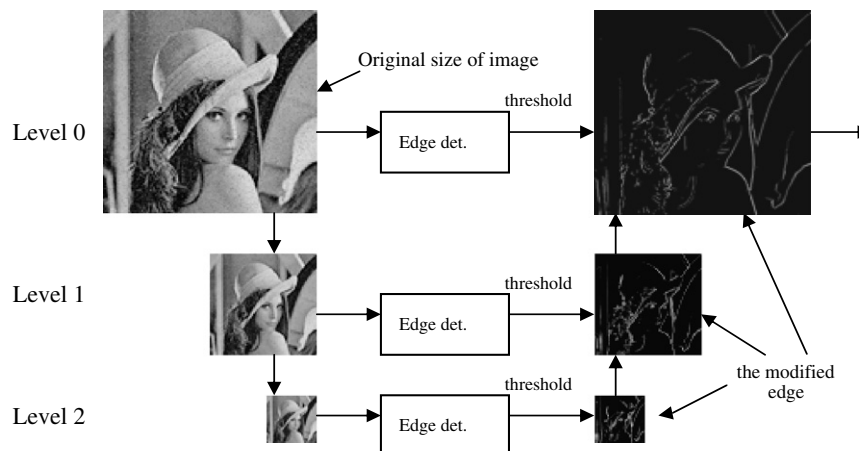 Original size of image
Level 0
threshold
Edge det.
Level 1
threshold
Edge det.
the modified
edge
Level 2
threshold
Edge det.